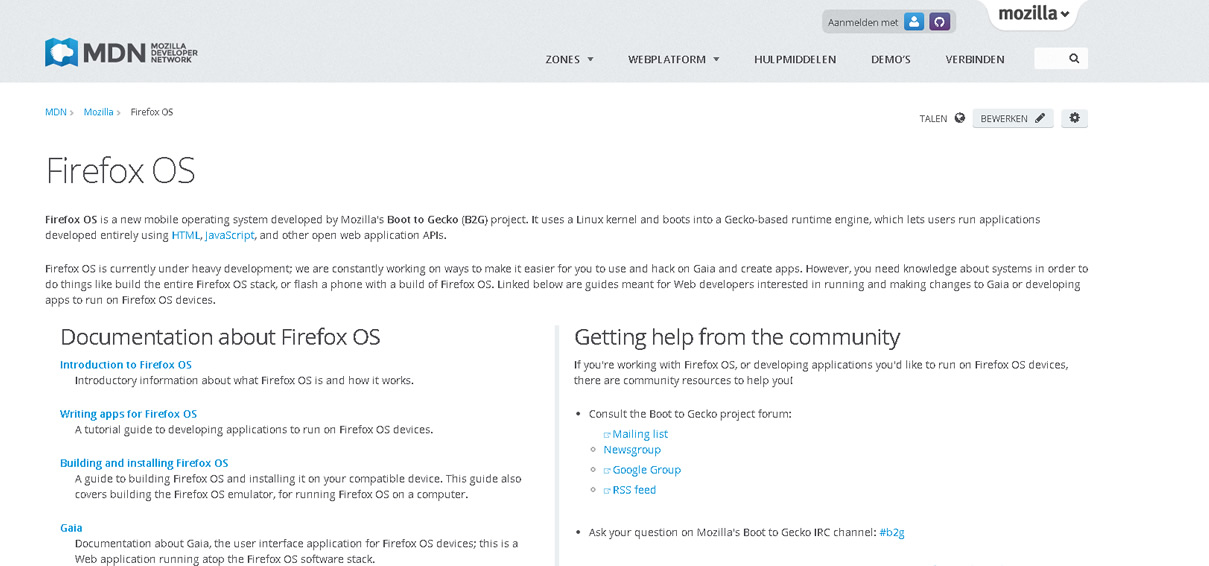 Aanmelden met
mozilla
MDN MOZILLA DEVELOPER NETWORK
ZONES WEBPLATFORM HULPMIDDELEN DEMO'S VERBINDEN
MDN Mozilla Firefox OS
TALEN BEWERKEN
Firefox OS
Firefox OS is a new mobile operating system developed by Mozilla's Boot to Gecko (B2G) project. It uses a Linux kernel and boots into a Gecko-based runtime engine, which lets users run applications
developed entirely using HTML, JavaScript, and other open web application APIs.
Firefox OS is currently under heavy development; we are constantly working on ways to make it easier for you to use and hack on Gaia and create apps. However, you need knowledge about systems in order to
do things like build the entire Firefox OS stack, or flash a phone with a build of Firefox OS. Linked below are guides meant for Web developers interested in running and making changes to Gaia or developing
apps to run on Firefox OS devices.
Documentation about Firefox OS
Introduction to Firefox OS
Introductory information about what Firefox OS is and how it works.
Writing apps for Firefox OS
A tutorial guide to developing applications to run on Firefox OS devices.
Building and installing Firefox OS
A guide to building Firefox OS and installing it on your compatible device. This guide also
covers building the Firefox OS emulator, for running Firefox OS on a computer.
Gaia
Documentation about Gaia, the user interface application for Firefox OS devices; this is a
Web application running atop the Firefox OS software stack.
Getting help from the community
If you're working with Firefox OS, or developing applications you'd like to run on Firefox OS devices,
there are community resources to help you!
Consult the Boot to Gecko project forum:
Mailing list
Newsgroup
Google Group
RSS feed
Ask your question on Mozilla's Boot to Gecko IRC channel: #b2g